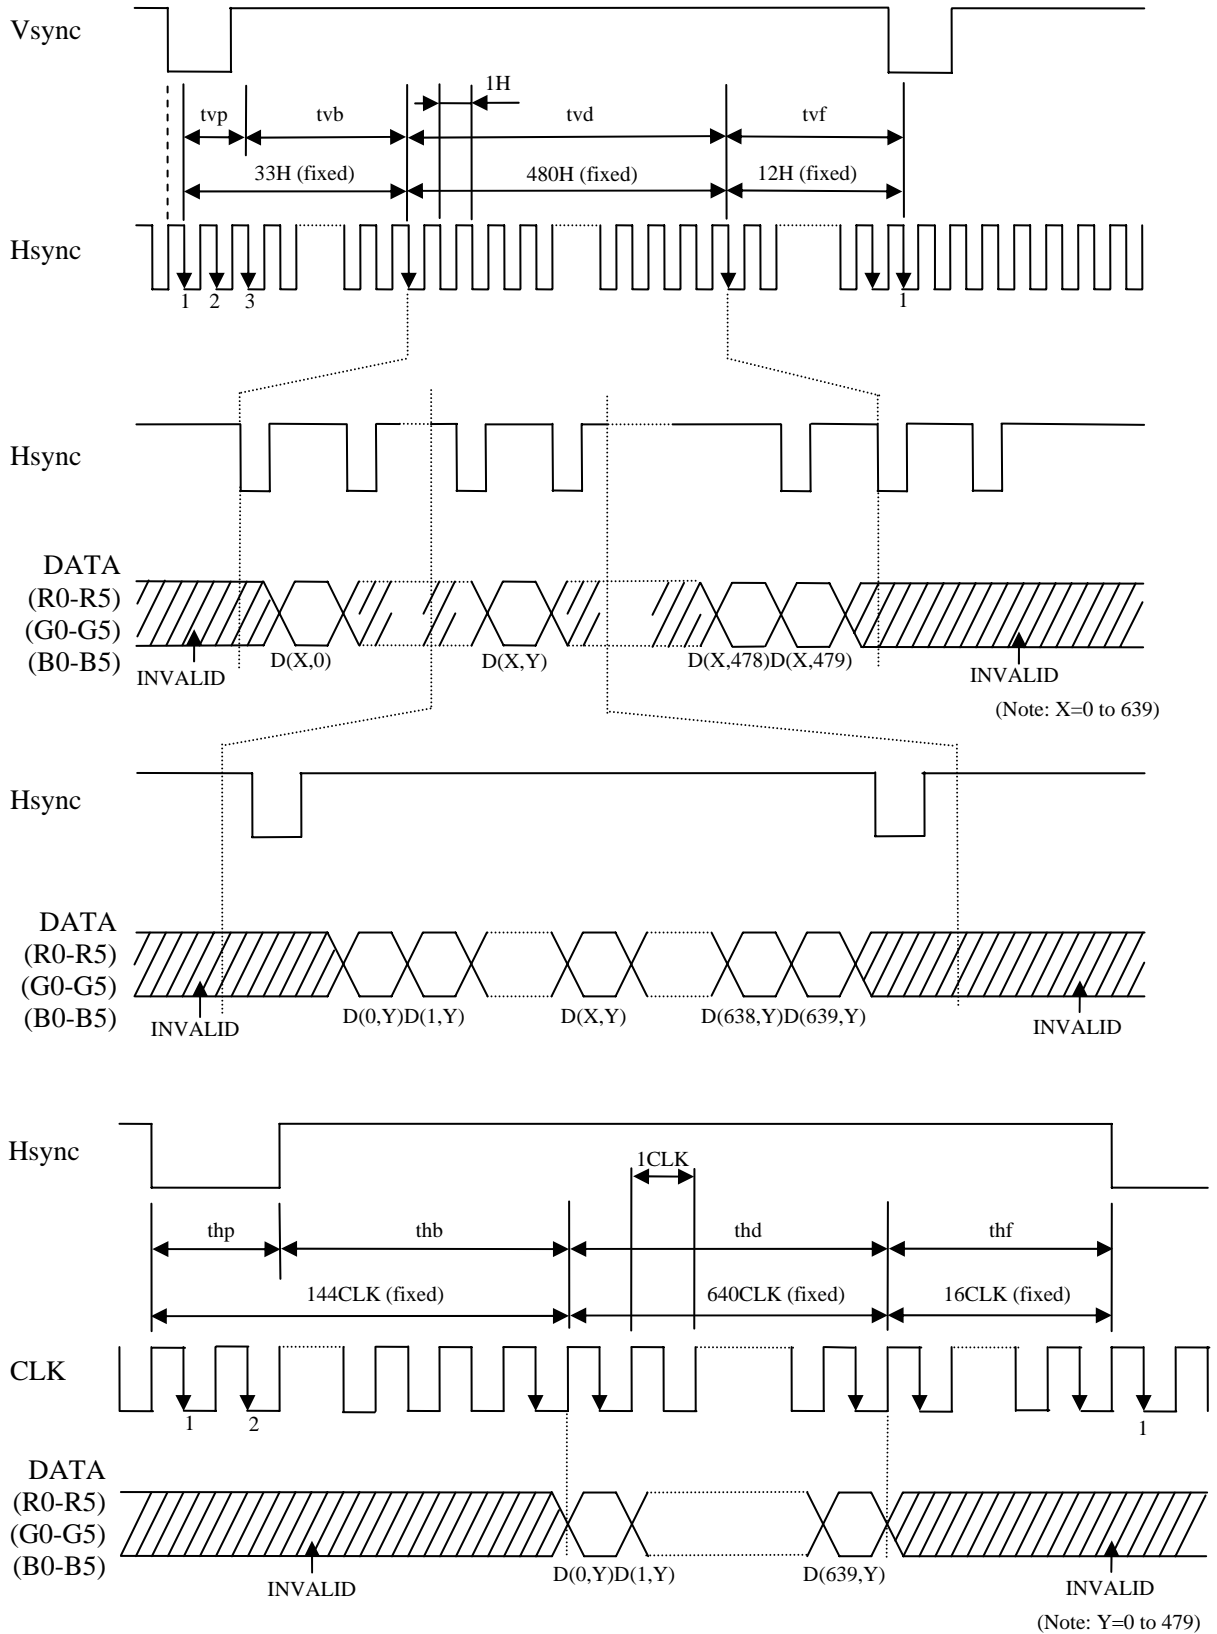 Vsync
1H
tvp tvb tvd tvf
33H (fixed) 480H (fixed) 12H (fixed)
Hsync
1 2 3 1
Hsync
DATA
(R0-R5)
(G0-G5)
(B0-B5)
D(X,0) D(X,Y) D(X,478)D(X,479)
INVALID INVALID
(Note: X=0 to 639)
Hsync
DATA
(R0-R5)
(G0-G5)
(B0-B5)
D(0,Y)D(1,Y) D(X,Y) D(638,Y)D(639,Y)
INVALID INVALID
Hsync
1CLK
thp thb thd thf
144CLK (fixed) 640CLK (fixed) 16CLK (fixed)
CLK
1 2 1
DATA
(R0-R5)
(G0-G5)
(B0-B5)
D(0,Y)D(1,Y) D(639,Y)
INVALID INVALID
(Note: Y=0 to 479)